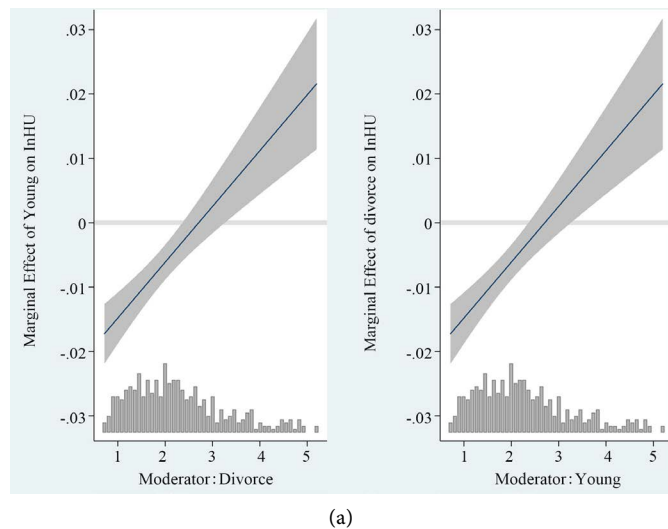 Marginal Effect of Young on InHU
.03
.02
.01
0
-.01
-.02
-.03
1 2 3 4 5
Moderator: Divorce
Marginal Effect of divorce on InHU
.03
.02
.01
0
-.01
-.02
-.03
1 2 3 4 5
Moderator: Young
(a)